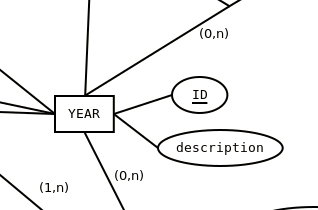 (0,n)
ID
YEAR
description
(0,n)
(1,n)